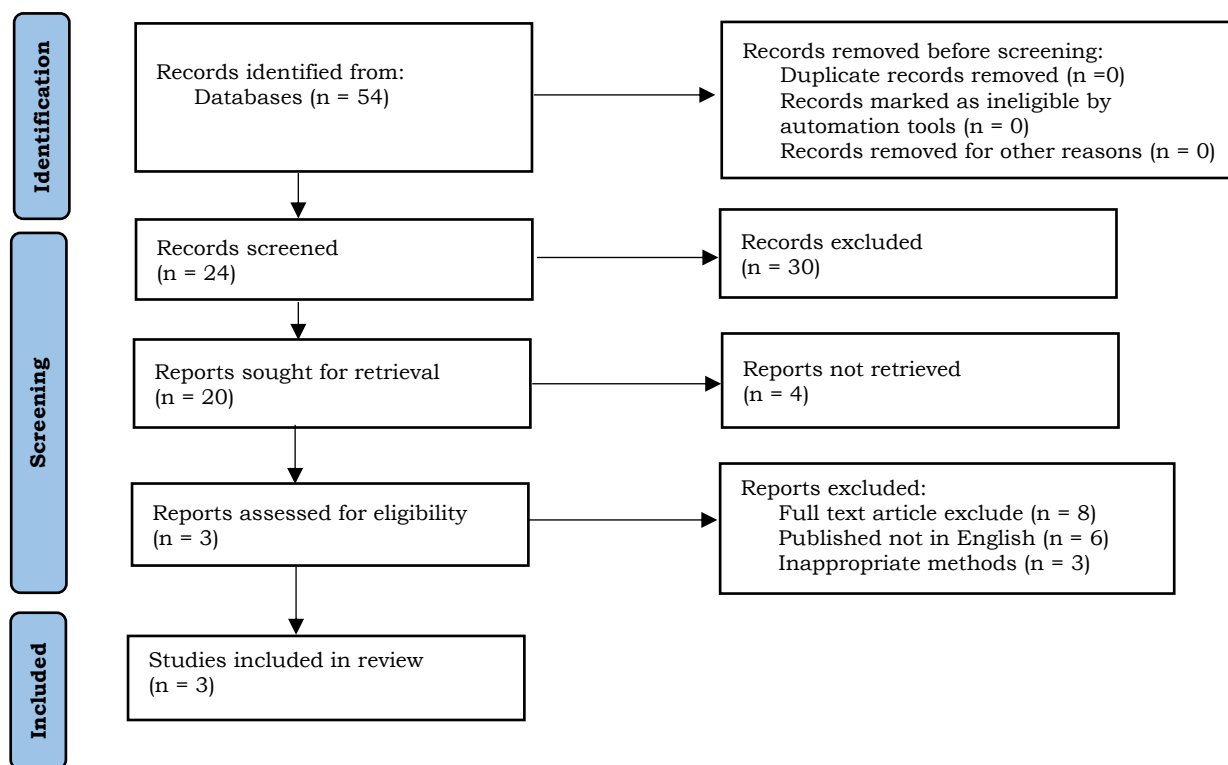 Identification
Records identified from:
Databases (n = 54)
Records removed before screening:
Duplicate records removed (n =0)
Records marked as ineligible by
automation tools (n = 0)
Records removed for other reasons (n = 0)
Screening
Records screened
(n = 24)
Records excluded
(n = 30)
Reports sought for retrieval
(n = 20)
Reports not retrieved
(n = 4)
Reports assessed for eligibility
(n = 3)
Reports excluded:
Full text article exclude (n = 8)
Published not in English (n = 6)
Inappropriate methods (n = 3)
Included
Studies included in review
(n = 3)